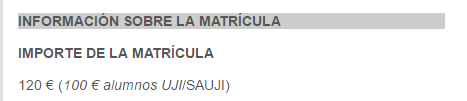 INFORMACIÓN SOBRE LA MATRÍCULA
IMPORTE DE LA MATRÍCULA
120 € (100 € alumnos UJI/SAUJI)